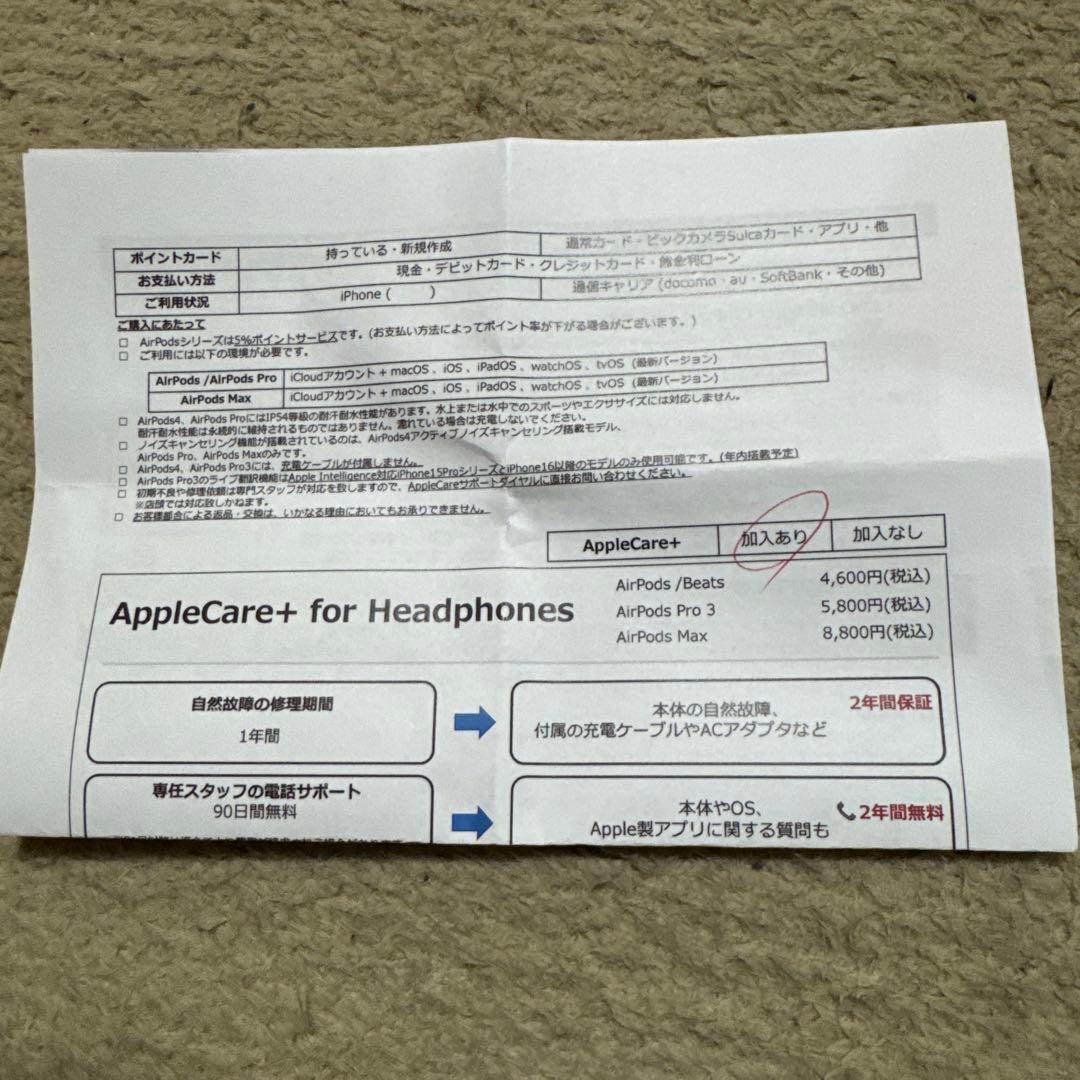 ポイントカード 持っている・新規作成 通常カード・ビックカメラSuicaカード・アプリ・他
お支払い方法 現金・デビットカード・クレジットカード・無金利ローン
ご利用状況 iPhone (　　) 通信キャリア (docomo・au・SoftBank・その他)
ご購入にあたって
□ AirPodsシリーズは5%ポイントサービスです。(お支払い方法によってポイント率が下がる場合がございます。)
□ ご利用には以下の環境が必要です。
AirPods /AirPods Pro iCloudアカウント + macOS 、iOS 、iPadOS 、watchOS 、tvOS (最新バージョン)
AirPods Max iCloudアカウント + macOS 、iOS 、iPadOS 、watchOS 、tvOS (最新バージョン)
□ AirPods4、AirPods ProにはIP54等級の耐汗耐水性能があります。水上または水中でのスポーツやエクササイズには対応しません。
耐汗耐水性能は永続的に維持されるものではありません。濡れている場合は充電しないでください。
□ ノイズキャンセリング機能が搭載されているのは、AirPods4アクティブノイズキャンセリング搭載モデル、
AirPods Pro、AirPods Maxのみです。
□ AirPods4、AirPods Pro3には、充電ケーブルが付属しません。
□ AirPods Pro3のライブ翻訳機能はApple Intelligence対応iPhone15ProシリーズとiPhone16以降のモデルのみ使用可能です。(年内搭載予定)
□ 初期不良や修理依頼は専門スタッフが対応を致しますので、AppleCareサポートダイヤルに直接お問い合わせください。
※店頭では対応致しかねます。
□ お客様都合による返品・交換は、いかなる理由においてもお承りできません。
AppleCare+ 加入あり 加入なし
AppleCare+ for Headphones
AirPods /Beats 4,600円(税込)
AirPods Pro 3 5,800円(税込)
AirPods Max 8,800円(税込)
自然故障の修理期間
1年間
本体の自然故障、 2年間保証
付属の充電ケーブルやACアダプタなど
専任スタッフの電話サポート
90日間無料
本体やOS、 2年間無料
Apple製アプリに関する質問も